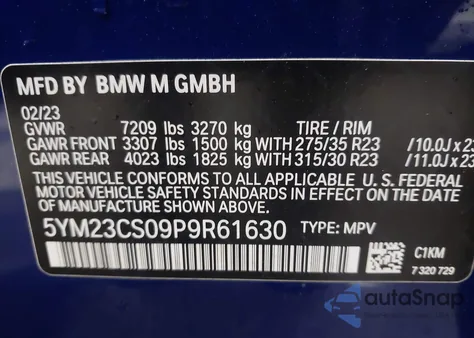 MFD BY BMW M GMBH
02/23
GVWR 7209 lbs 3270 kg TIRE / RIM
GAWR FRONT 3307 lbs 1500 kg WITH 275/35 R23 /10.0J x 23
GAWR REAR 4023 lbs 1825 kg WITH 315/30 R23 /11.0J x 23
THIS VEHICLE CONFORMS TO ALL APPLICABLE U. S. FEDERAL
MOTOR VEHICLE SAFETY STANDARDS IN EFFECT ON THE DATE OF
5YM23CS09P9R61630 TYPE: MPV
C1KM
7 320 729
autoSnap